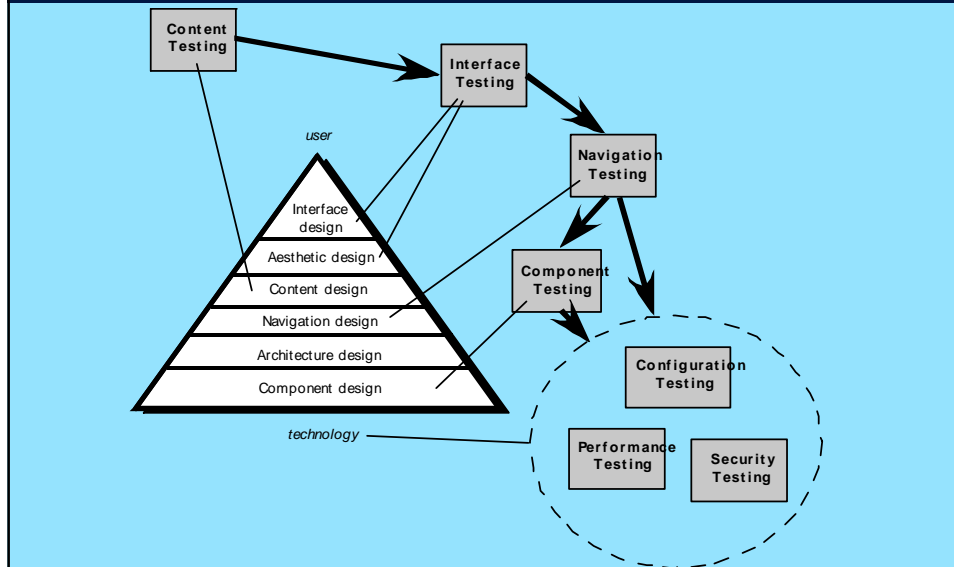 Content
Testing
Interface
Testing
user
Navigation
Testing
Interface
design
Aesthetic design
Component
Testing
Content design
Navigation design
Architecture design
Configuration
Testing
Component design
technology
Performance
Testing
Security
Testing